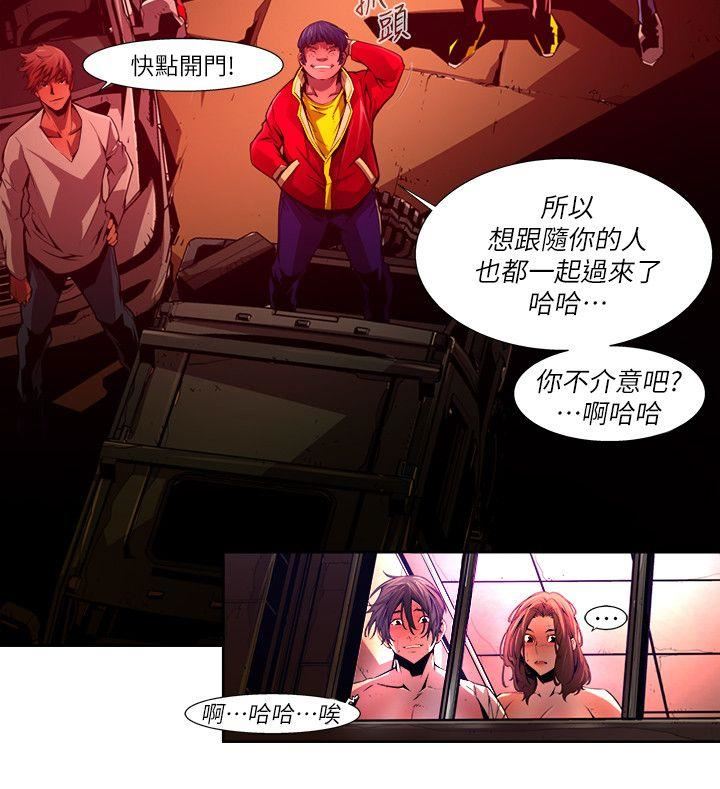 抓頭
快點開門!
所以
想跟隨你的人
也都一起過來了
哈哈…
你不介意吧?
…啊哈哈
…
啊…哈哈…唉